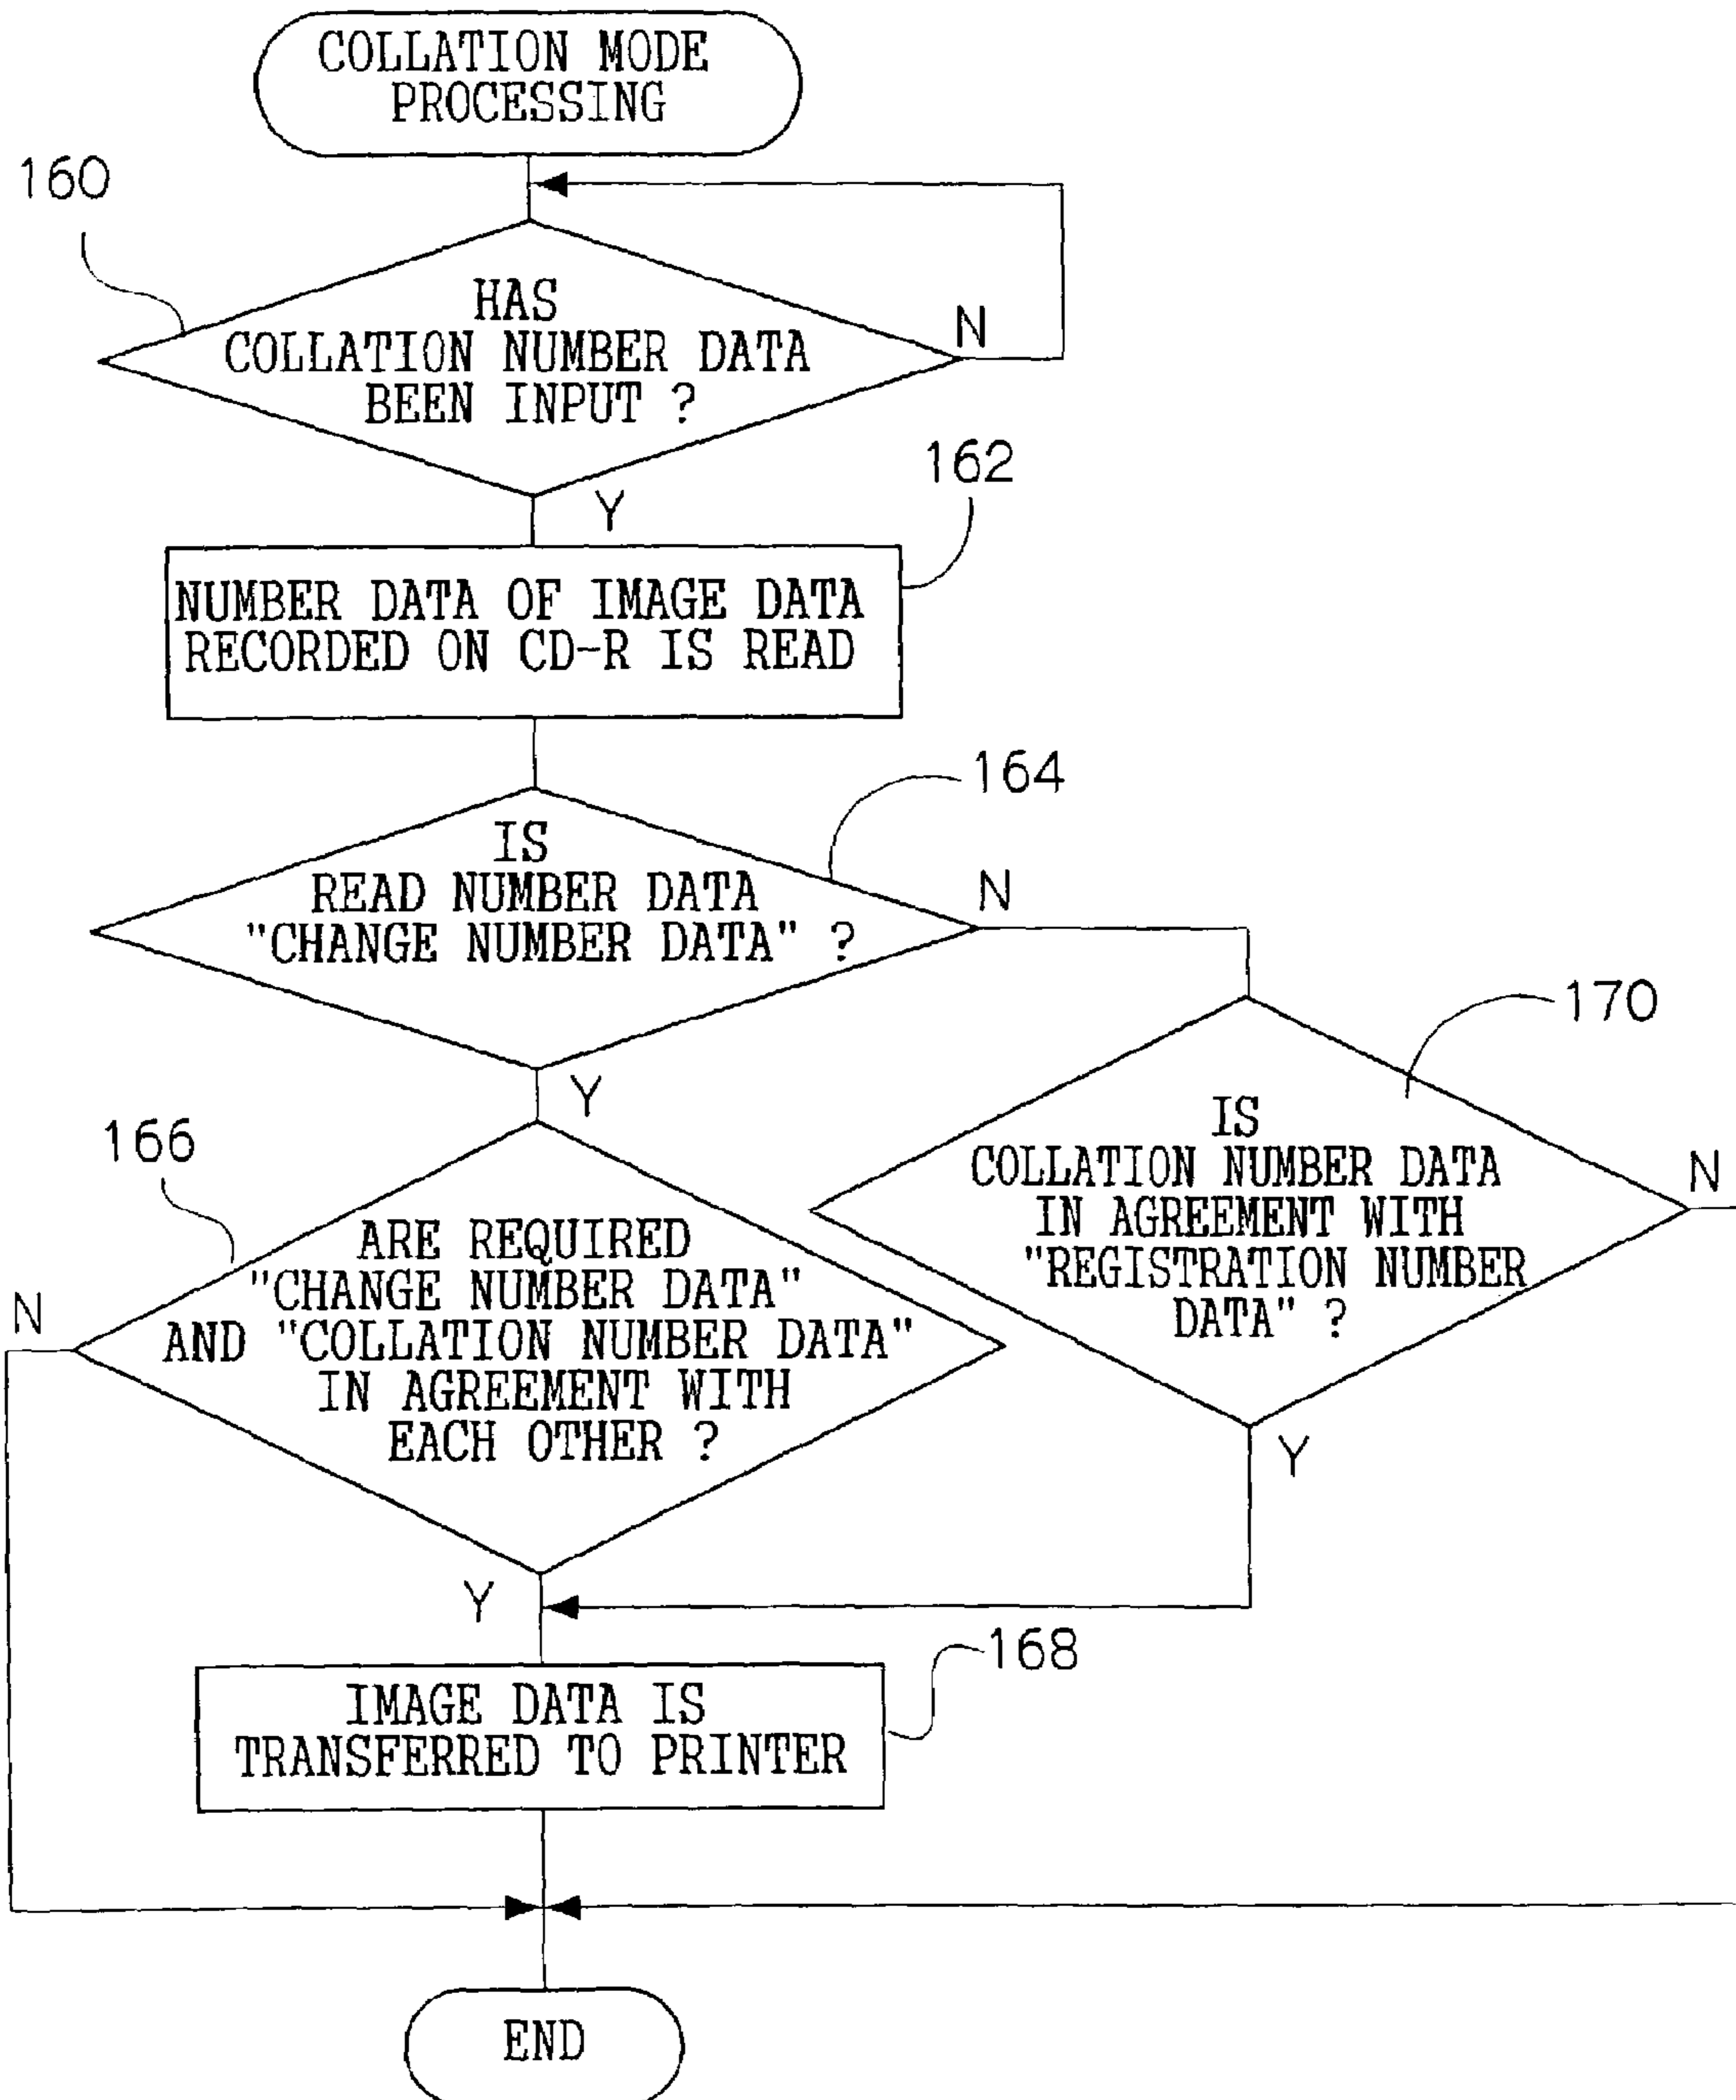 COLLATION MODE
PROCESSING
160
HAS
COLLATION NUMBER DATA
BEEN INPUT ?
N
Y
162
NUMBER DATA OF IMAGE DATA
RECORDED ON CD-R IS READ
164
IS
READ NUMBER DATA
"CHANGE NUMBER DATA" ?
N
Y
170
IS
COLLATION NUMBER DATA
IN AGREEMENT WITH
"REGISTRATION NUMBER
DATA" ?
N
Y
166
ARE REQUIRED
"CHANGE NUMBER DATA"
AND "COLLATION NUMBER DATA"
IN AGREEMENT WITH
EACH OTHER ?
N
Y
168
IMAGE DATA IS
TRANSFERRED TO PRINTER
END